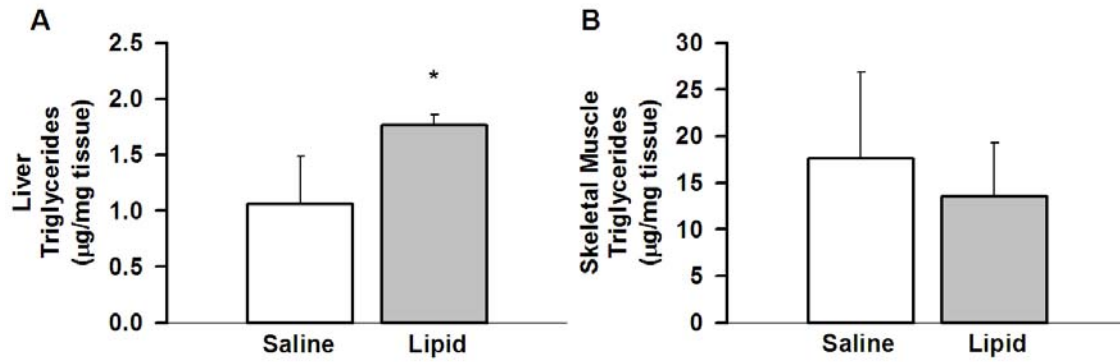 A
Liver
Triglycerides
(µg/mg tissue)
2.5
2.0
1.5
1.0
0.5
0.0
*
Saline Lipid
B
Skeletal Muscle
Triglycerides
(µg/mg tissue)
30
25
20
15
10
5
0
Saline Lipid